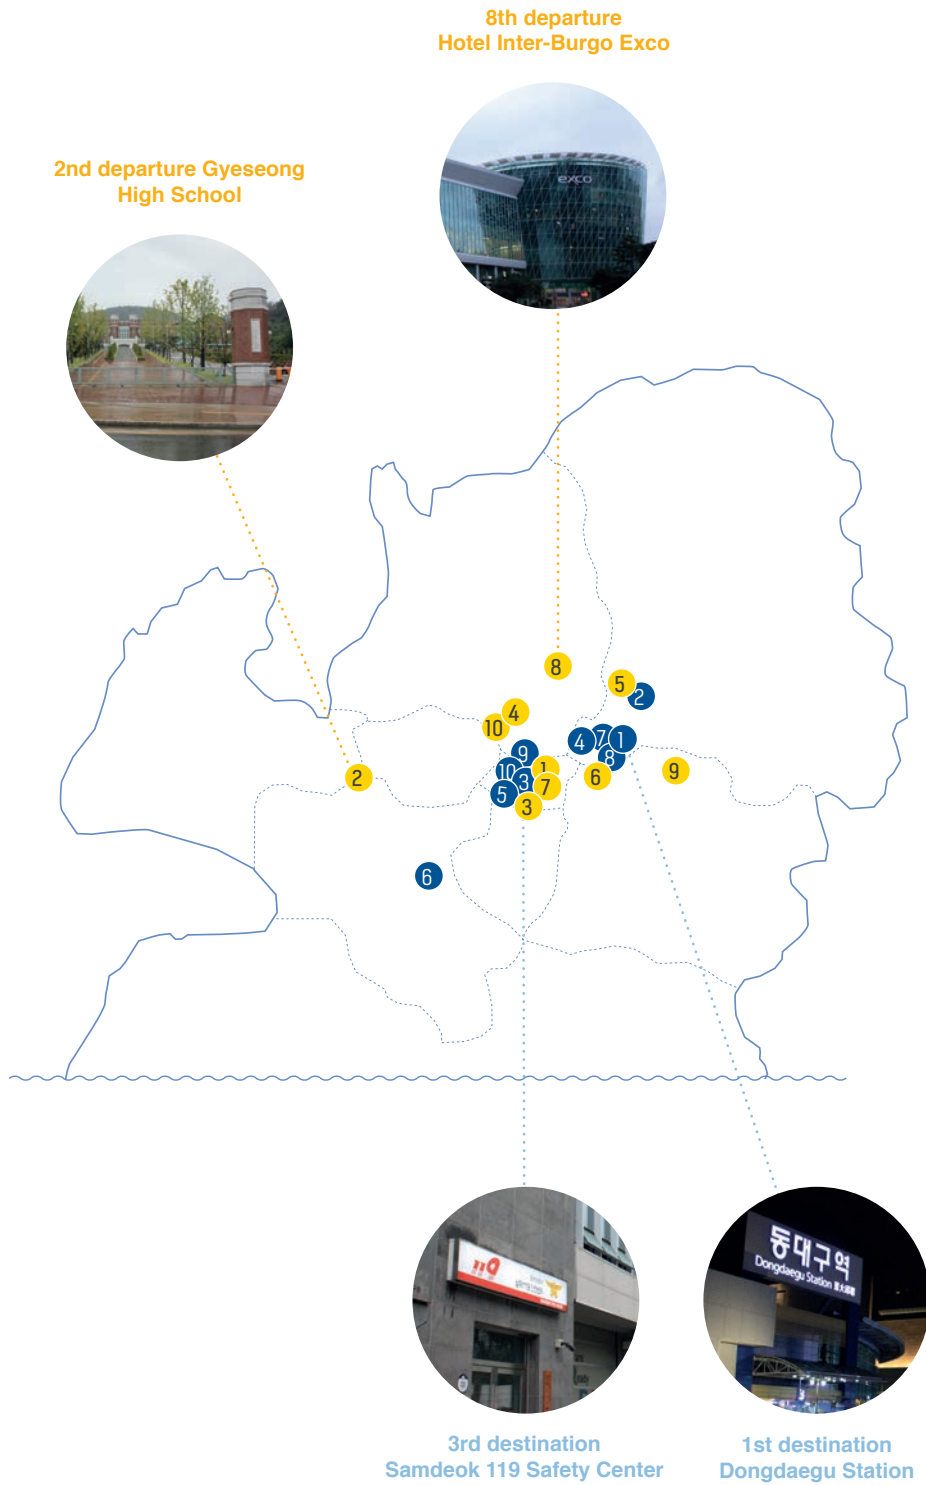 8th departure
Hotel Inter-Burgo Exco
2nd departure Gyeseong
High School
exco
8
5
2
4
10
4
7
1
9
8
10
1
6
9
2
3
7
5
3
6
119
동대구역
Dongdaegu Station
3rd destination
Samdeok 119 Safety Center
1st destination
Dongdaegu Station